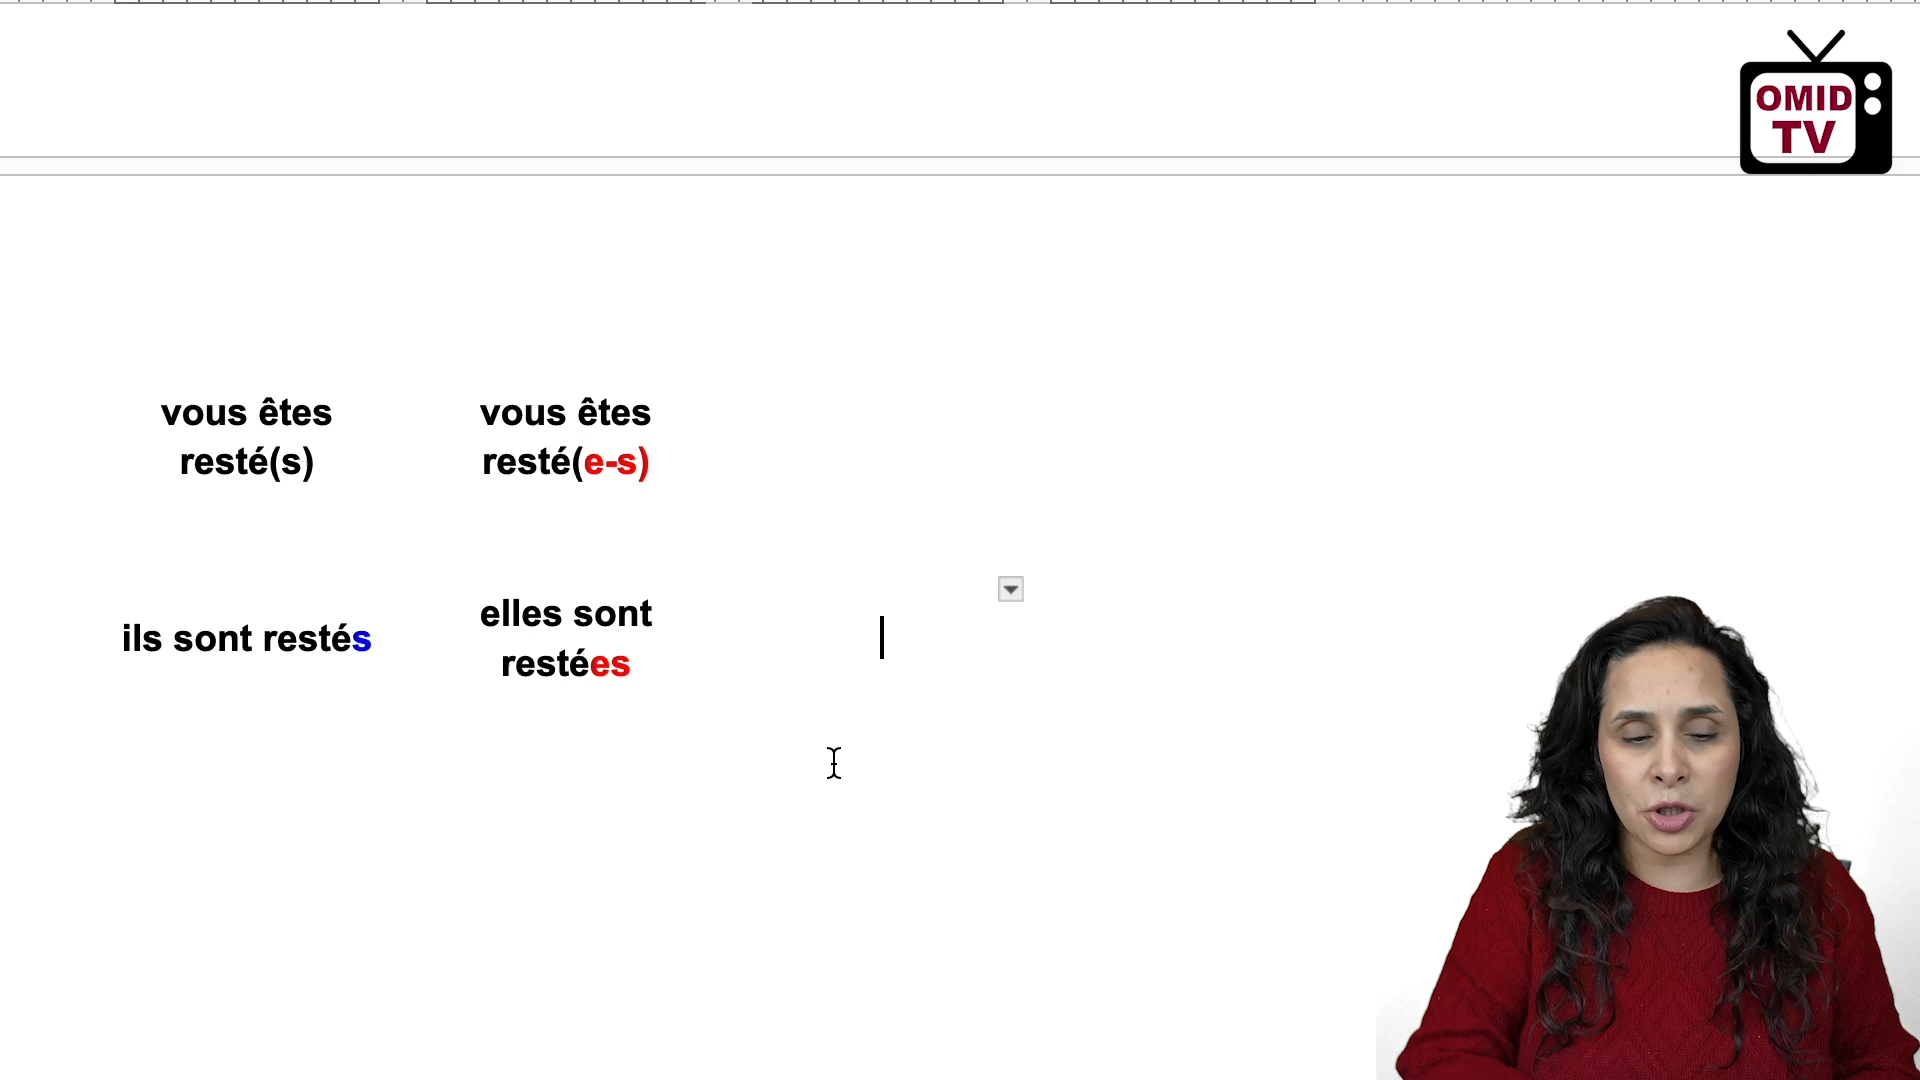 OMID
TV
vous êtes
resté(s)
vous êtes
resté(e-s)
ils sont restés
elles sont
restées